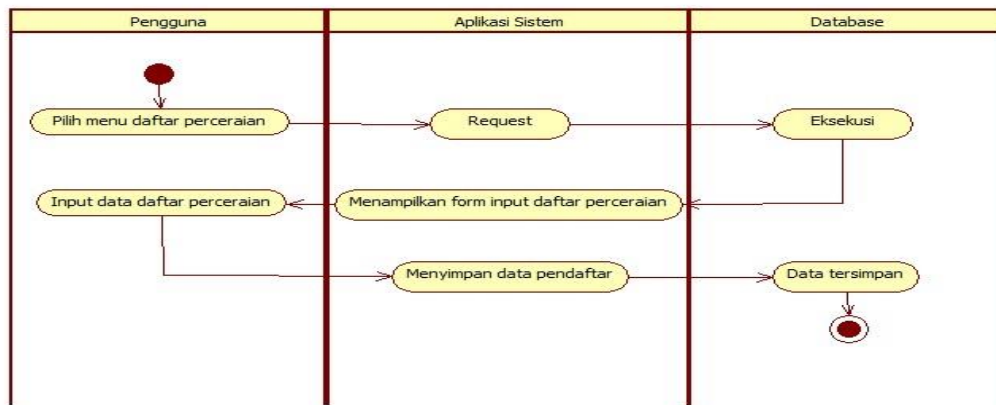 Pengguna
Aplikasi Sistem
Database
Pilih menu daftar perceraian
Request
Eksekusi
Input data daftar perceraian
Menampilkan form input daftar perceraian
Menyimpan data pendaftar
Data tersimpan